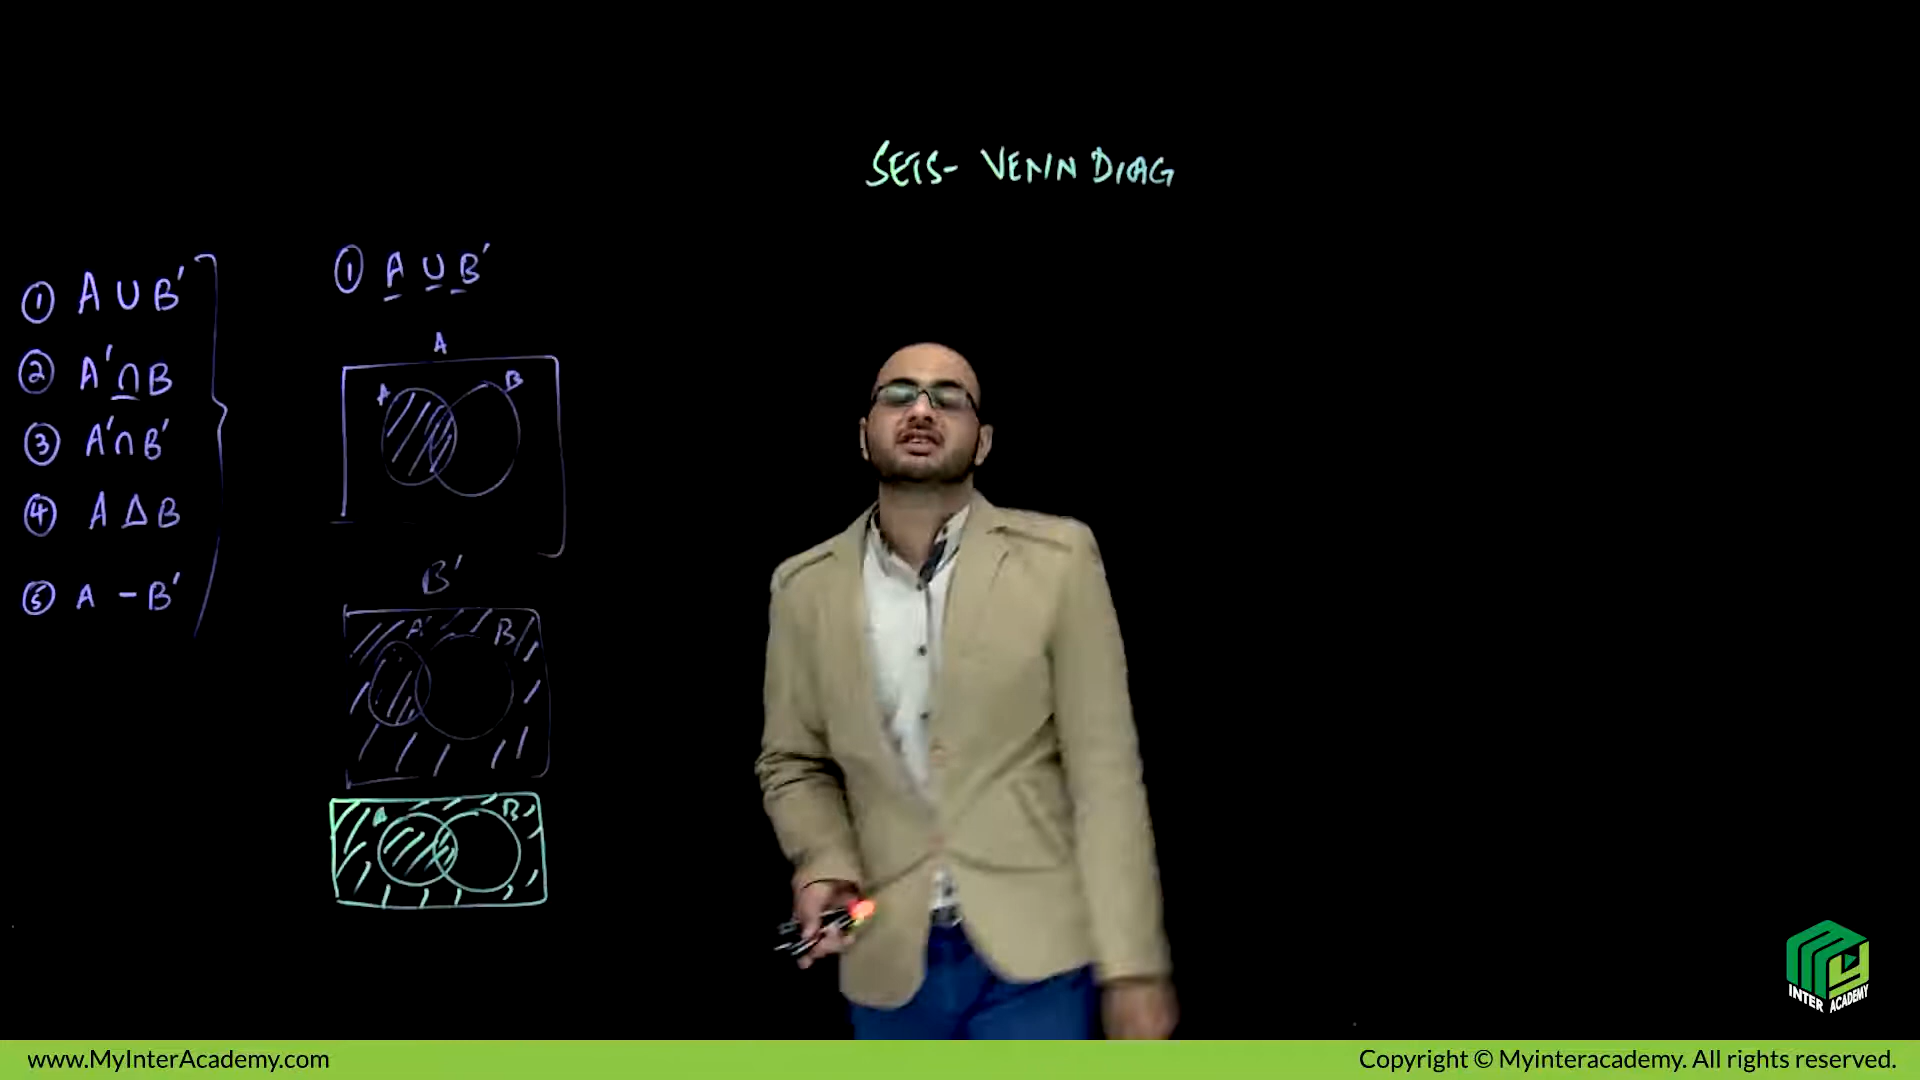 SETS- VENN DIAG
① A ∪ B'
② A' ∩ B
③ A' ∩ B'
④ A Δ B
⑤ A - B'
① A ∪ B'
A
A B
B'
A B
A B
INTER ACADEMY
www.MyInterAcademy.com
Copyright © Myinteracademy. All rights reserved.